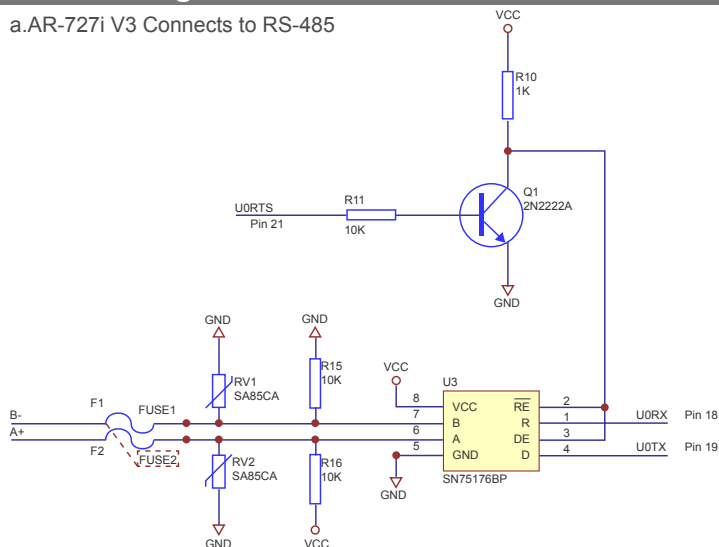 a.AR-727i V3 Connects to RS-485
VCC
R10
1K
Q1
2N2222A
U0RTS
Pin 21
R11
10K
GND
GND
GND
RV1
SA85CA
R15
10K
VCC
U3
F1
FUSE1
B-
A+
F2
FUSE2
8
7
6
5
VCC
B
A
GND
RE
R
DE
D
2
1
3
4
U0RX
Pin 18
U0TX
Pin 19
RV2
SA85CA
R16
10K
GND
SN75176BP
GND
VCC